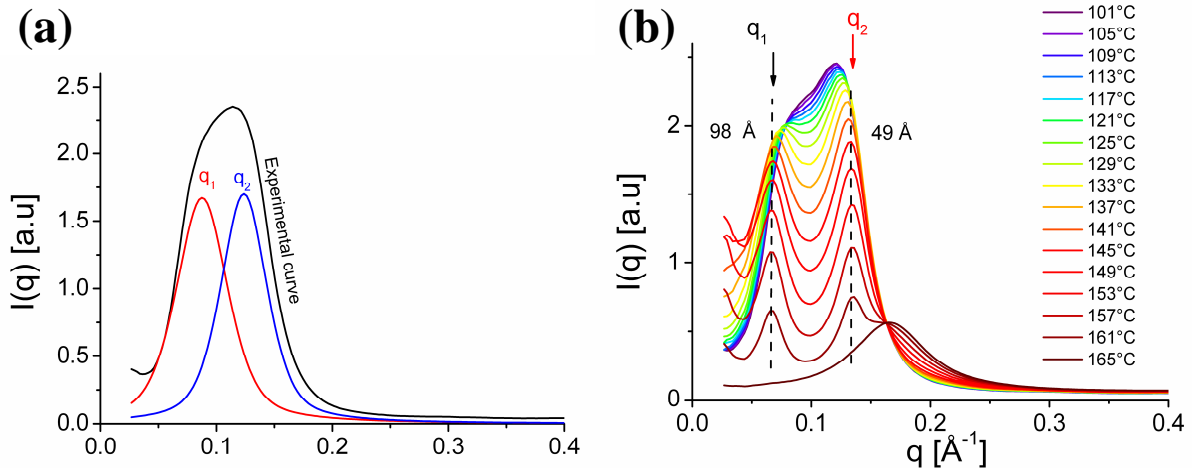 (a)
I(q) [a.u]
2.5
2.0
1.5
1.0
0.5
0.0
0.0
0.1
0.2
0.3
0.4
q1
q2
Experimental curve
(b)
I(q) [a.u]
2
1
0
0.0
0.1
0.2
0.3
0.4
q [Å-1]
q1
q2
98 Å
49 Å
101°C
105°C
109°C
113°C
117°C
121°C
125°C
129°C
133°C
137°C
141°C
145°C
149°C
153°C
157°C
161°C
165°C